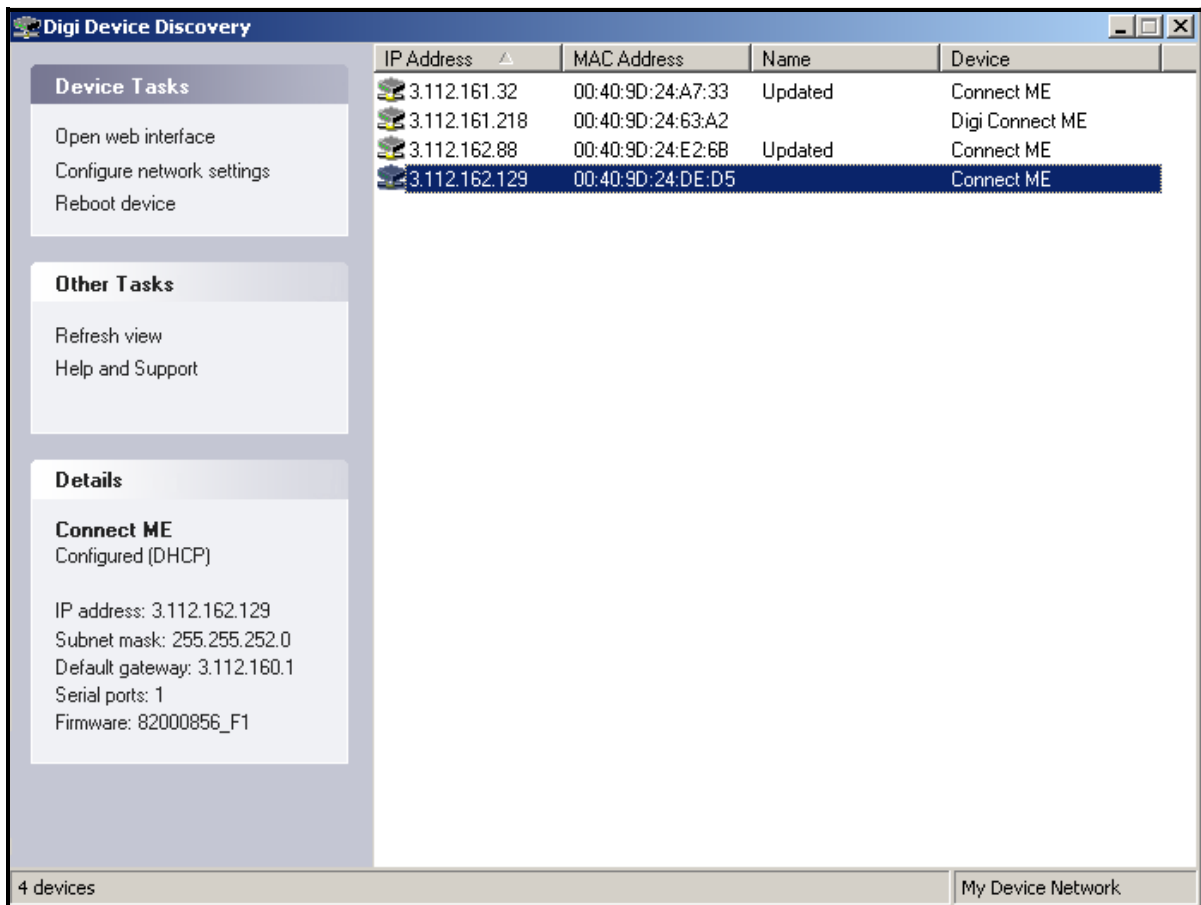 Digi Device Discovery
Device Tasks
Open web interface
Configure network settings
Reboot device
Other Tasks
Refresh view
Help and Support
Details
Connect ME
Configured (DHCP)
IP address: 3.112.162.129
Subnet mask: 255.255.252.0
Default gateway: 3.112.160.1
Serial ports: 1
Firmware: 82000856_F1
IP Address MAC Address Name Device
3.112.161.32 00:40:9D:24:A7:33 Updated Connect ME
3.112.161.218 00:40:9D:24:63:A2 Digi Connect ME
3.112.162.88 00:40:9D:24:E2:6B Updated Connect ME
3.112.162.129 00:40:9D:24:DE:D5 Connect ME
4 devices My Device Network